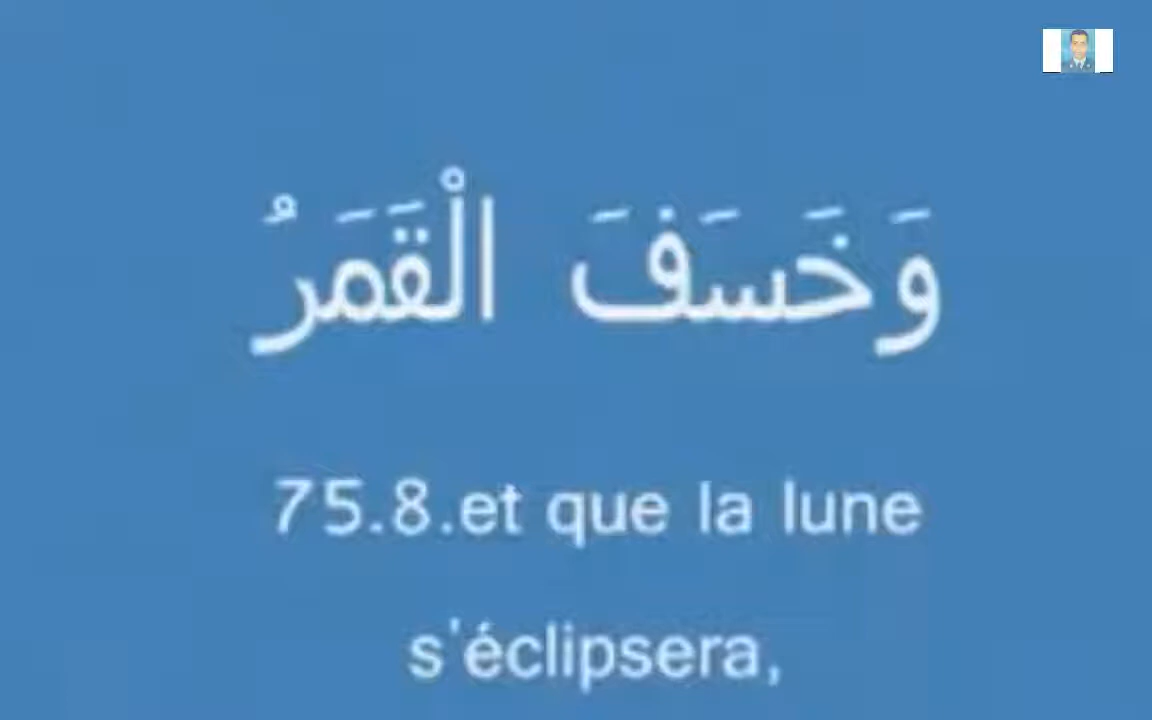 وَخَسَفَ الْقَمَرُ
75.8.et que la lune
s'éclipsera,